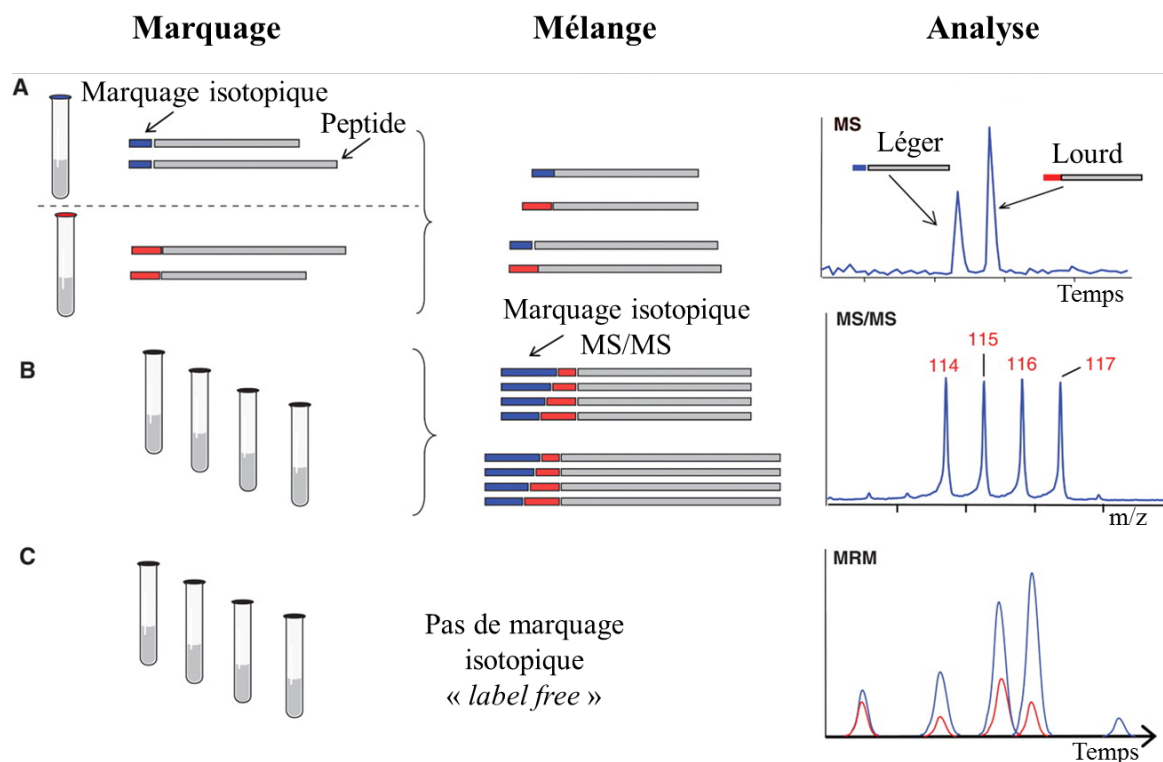 Marquage
Mélange
Analyse
A
Marquage isotopique
Peptide
MS
Léger
Lourd
Temps
B
Marquage isotopique
MS/MS
MS/MS
114
115
116
117
m/z
C
Pas de marquage
isotopique
« label free »
MRM
Temps